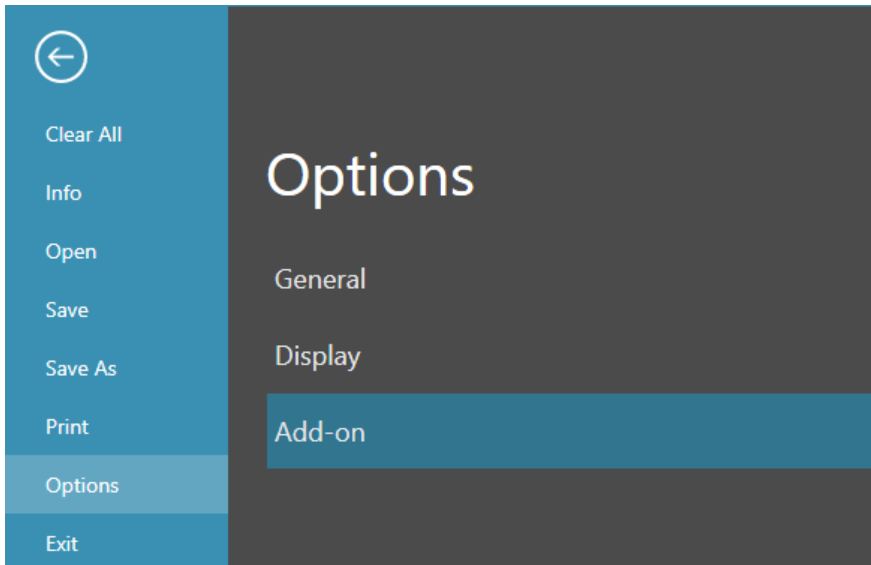 Clear All
Info
Open
Save
Save As
Print
Options
Exit
Options
General
Display
Add-on